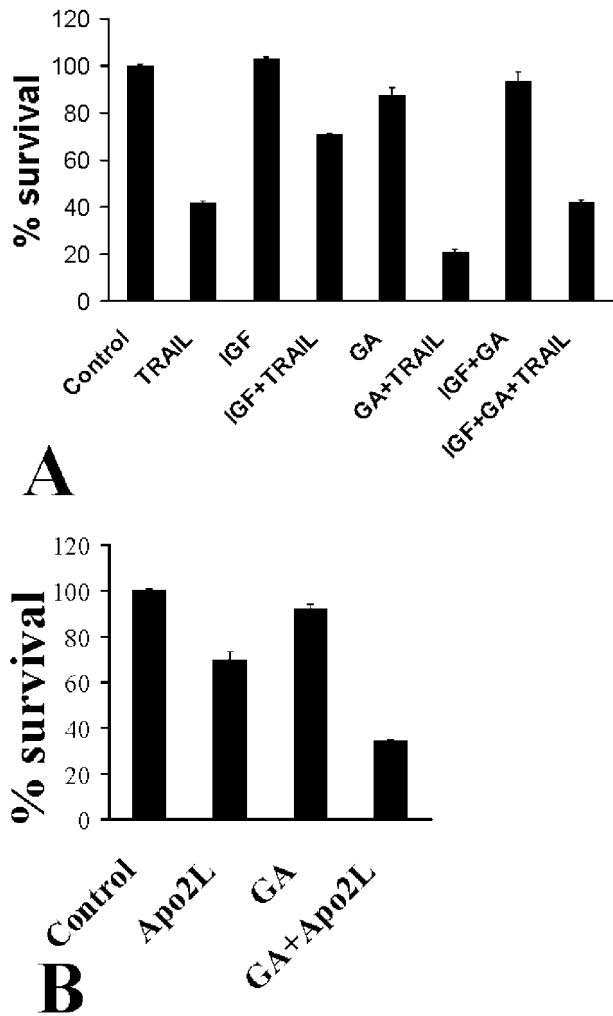 % survival
120
100
80
60
40
20
0
Control
TRAIL
IGF
IGF+TRAIL
GA
GA+TRAIL
IGF+GA
IGF+GA+TRAIL
A
% survival
120
100
80
60
40
20
0
Control
Apo2L
GA
GA+Apo2L
B